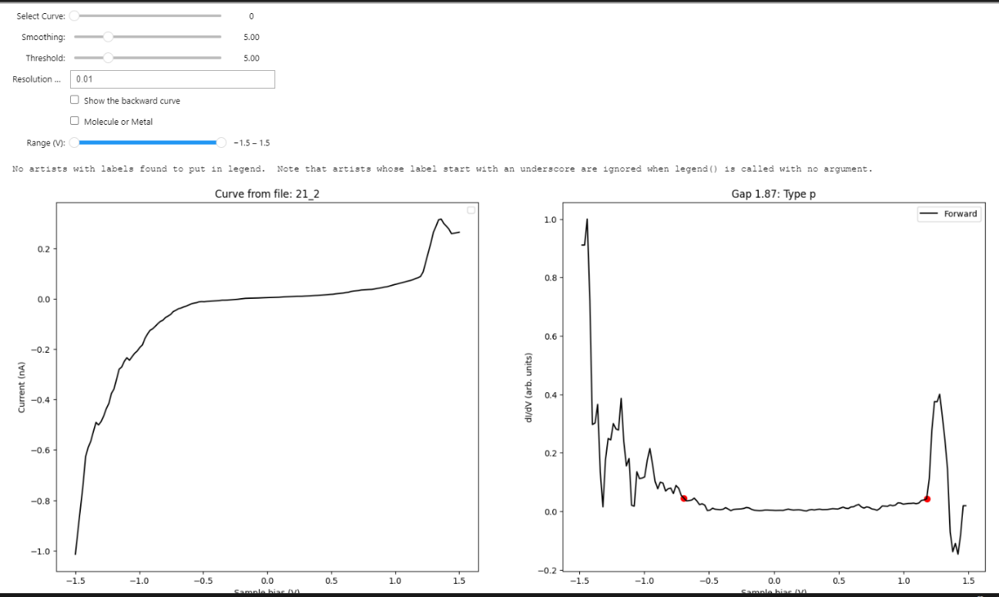 Select Curve: 0
Smoothing: 5.00
Threshold: 5.00
Resolution ... 0.01
Show the backward curve
Molecule or Metal
Range (V): −1.5 – 1.5
No artists with labels found to put in legend.  Note that artists whose label start with an underscore are ignored when legend() is called with no argument.
Curve from file: 21_2
Current (nA)
0.2
0.0
−0.2
−0.4
−0.6
−0.8
−1.0
−1.5 −1.0 −0.5 0.0 0.5 1.0 1.5
Sample bias (V)
Gap 1.87: Type p
Forward
dI/dV (arb. units)
1.0
0.8
0.6
0.4
0.2
0.0
−0.2
−1.5 −1.0 −0.5 0.0 0.5 1.0 1.5
Sample bias (V)